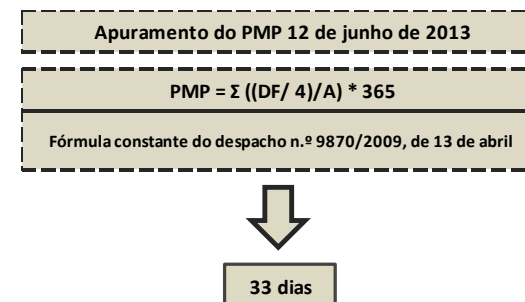 Apuramento do PMP 12 de junho de 2013
PMP = Σ ((DF/ 4)/A) * 365
Fórmula constante do despacho n.º 9870/2009, de 13 de abril
33 dias